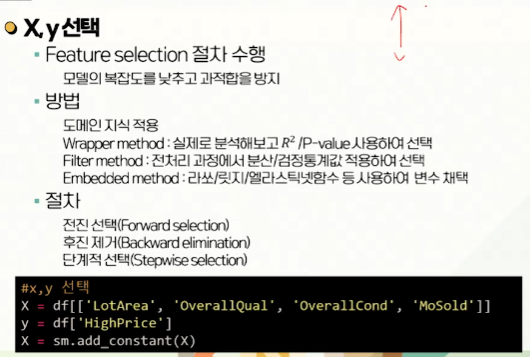 X, y 선택
Feature selection 절차 수행
모델의 복잡도를 낮추고 과적합을 방지
방법
도메인 지식 적용
Wrapper method : 실제로 분석해보고 R² /P-value 사용하여 선택
Filter method : 전처리 과정에서 분산/검정통계값 적용하여 선택
Embedded method : 라쏘/릿지/엘라스틱넷함수 등 사용하여 변수 채택
절차
전진 선택(Forward selection)
후진 제거(Backward elimination)
단계적 선택(Stepwise selection)
#x,y 선택
X = df[['LotArea', 'OverallQual', 'OverallCond', 'MoSold']]
y = df['HighPrice']
X = sm.add_constant(X)